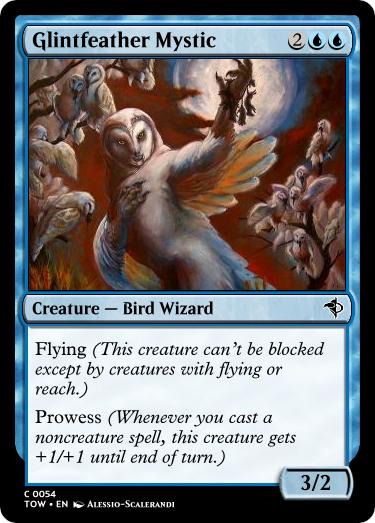 Glintfeather Mystic 2
Creature — Bird Wizard
Flying (This creature can't be blocked
except by creatures with flying or
reach.)
Prowess (Whenever you cast a
noncreature spell, this creature gets
+1/+1 until end of turn.)
3/2
C 0054
TOW • EN Alessio-Scalerandi